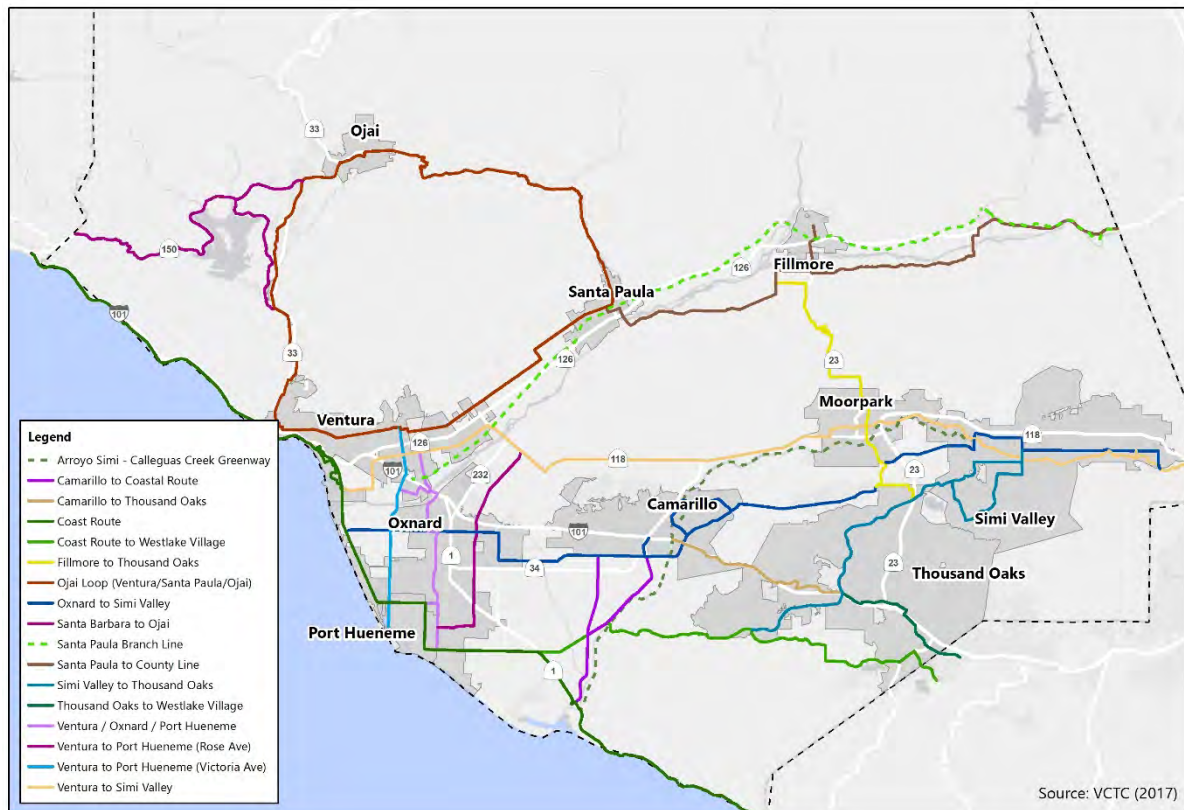 33
Ojai
150
Fillmore
126
Santa Paula
101
33
126
23
Moorpark
Ventura
126
118
118
101
232
23
Camarillo
Simi Valley
Oxnard
101
1
34
23
Thousand Oaks
Port Hueneme
1
Legend
Arroyo Simi - Calleguas Creek Greenway
Camarillo to Coastal Route
Camarillo to Thousand Oaks
Coast Route
Coast Route to Westlake Village
Fillmore to Thousand Oaks
Ojai Loop (Ventura/Santa Paula/Ojai)
Oxnard to Simi Valley
Santa Barbara to Ojai
Santa Paula Branch Line
Santa Paula to County Line
Simi Valley to Thousand Oaks
Thousand Oaks to Westlake Village
Ventura / Oxnard / Port Hueneme
Ventura to Port Hueneme (Rose Ave)
Ventura to Port Hueneme (Victoria Ave)
Ventura to Simi Valley
Source: VCTC (2017)